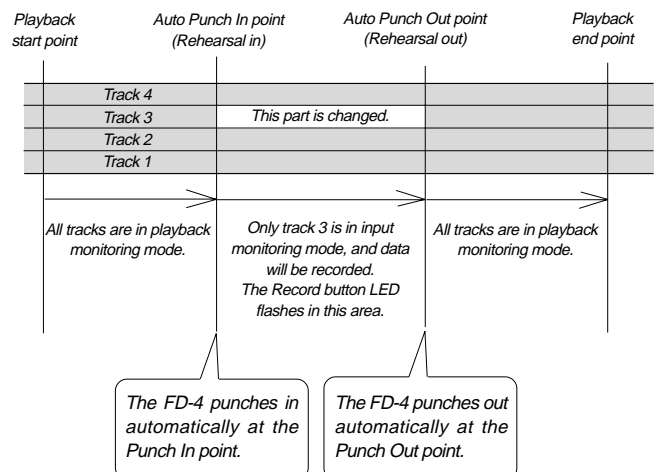 Playback
start point
Auto Punch In point
(Rehearsal in)
Auto Punch Out point
(Rehearsal out)
Playback
end point
Track 4
Track 3
This part is changed.
Track 2
Track 1
All tracks are in playback
monitoring mode.
Only track 3 is in input
monitoring mode, and data
will be recorded.
The Record button LED
flashes in this area.
All tracks are in playback
monitoring mode.
The FD-4 punches in
automatically at the
Punch In point.
The FD-4 punches out
automatically at the
Punch Out point.